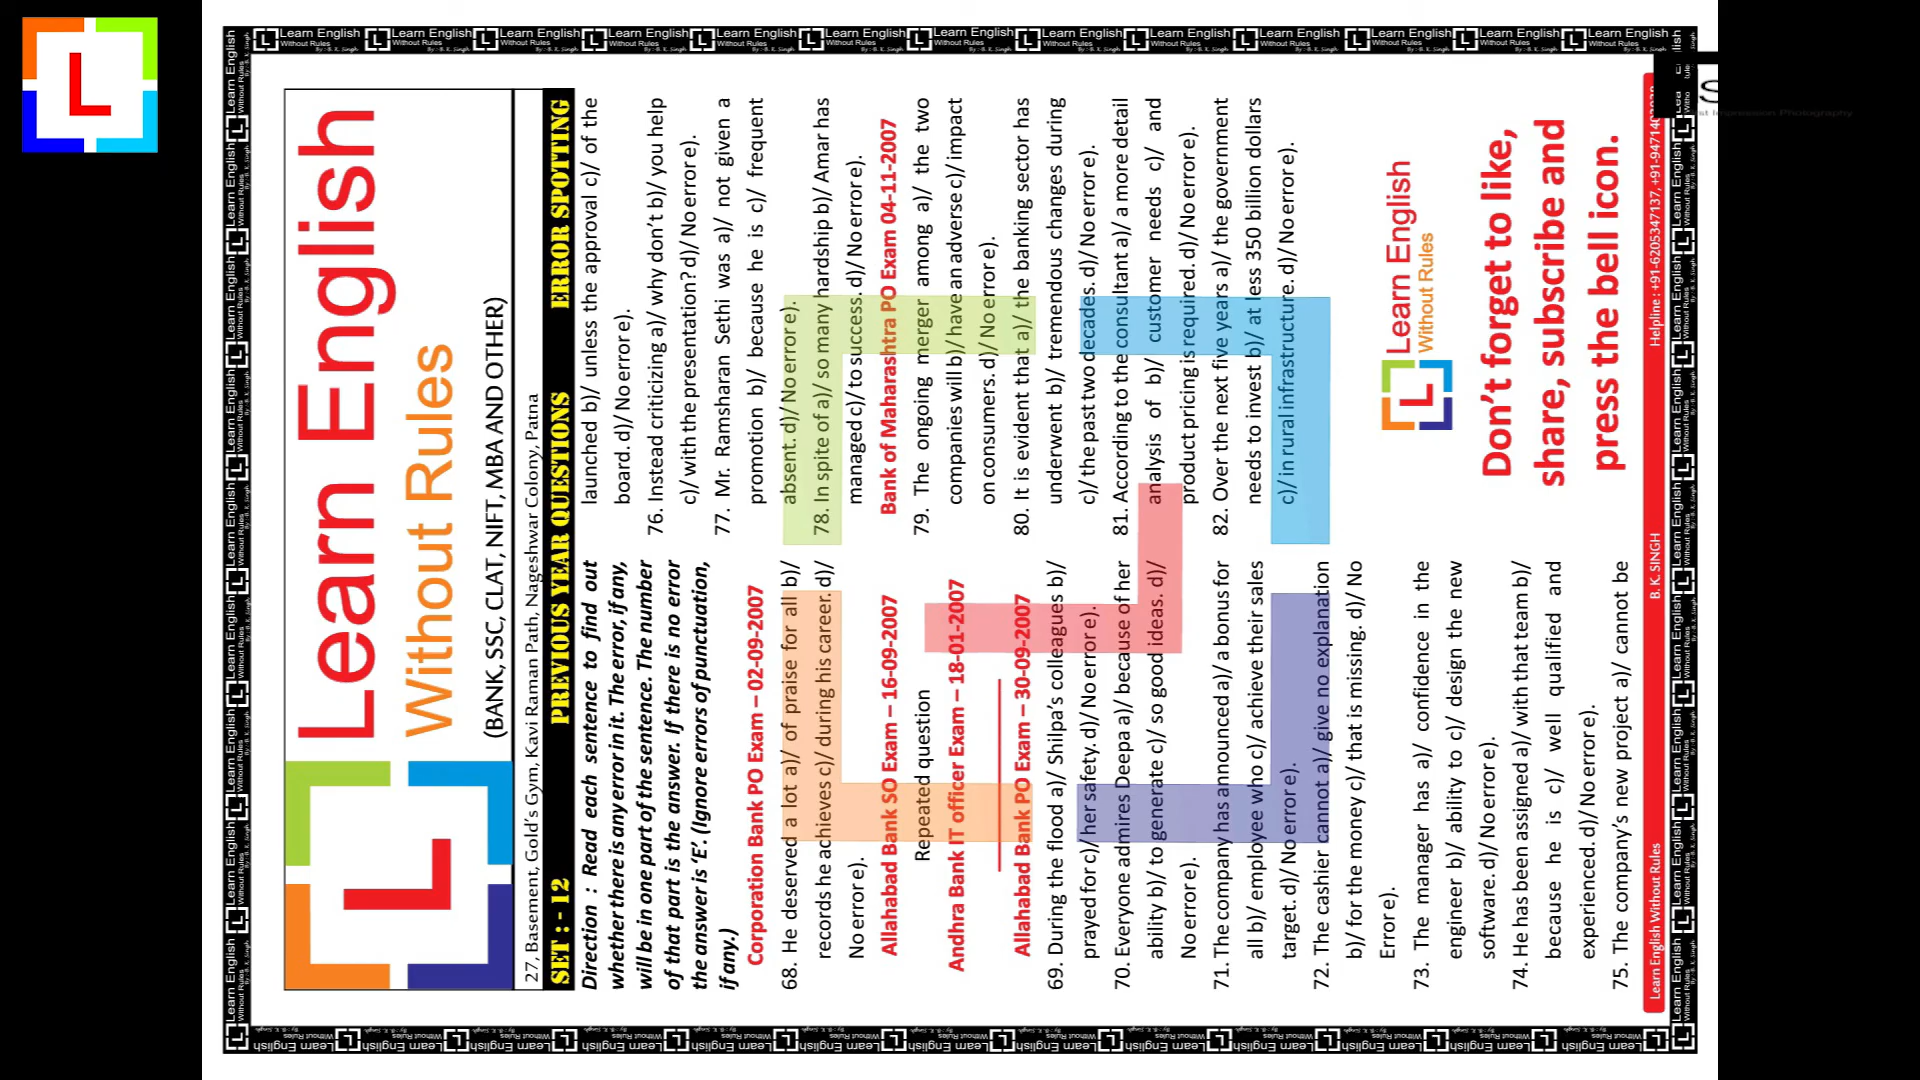 Learn English
Without Rules
(BANK, SSC, CLAT, NIFT, MBA AND OTHER)
27, Basement, Gold's Gym, Kavi Raman Path, Nageshwar Colony, Patna
SET : - 12 PREVIOUS YEAR QUESTIONS ERROR SPOTTING
Direction : Read each sentence to find out
whether there is any error in it. The error, if any,
will be in one part of the sentence. The number
of that part is the answer. If there is no error
the answer is 'E'. (Ignore errors of punctuation,
if any.)
Corporation Bank PO Exam – 02-09-2007
68. He deserved a lot a)/ of praise for all b)/
records he achieves c)/ during his career. d)/
No error e).
Allahabad Bank SO Exam – 16-09-2007
Repeated question
Andhra Bank IT officer Exam – 18-01-2007
Allahabad Bank PO Exam – 30-09-2007
69. During the flood a)/ Shilpa's colleagues b)/
prayed for c)/ her safety. d)/ No error e).
70. Everyone admires Deepa a)/ because of her
ability b)/ to generate c)/ so good ideas. d)/
No error e).
71. The company has announced a)/ a bonus for
all b)/ employee who c)/ achieve their sales
target. d)/ No error e).
72. The cashier cannot a)/ give no explanation
b)/ for the money c)/ that is missing. d)/ No
Error e).
73. The manager has a)/ confidence in the
engineer b)/ ability to c)/ design the new
software. d)/ No error e).
74. He has been assigned a)/ with that team b)/
because he is c)/ well qualified and
experienced. d)/ No error e).
75. The company's new project a)/ cannot be
launched b)/ unless the approval c)/ of the
board. d)/ No error e).
76. Instead criticizing a)/ why don't b)/ you help
c)/ with the presentation? d)/ No error e).
77. Mr. Ramsharan Sethi was a)/ not given a
promotion b)/ because he is c)/ frequent
absent. d)/ No error e).
78. In spite of a)/ so many hardship b)/ Amar has
managed c)/ to success. d)/ No error e).
Bank of Maharashtra PO Exam 04-11-2007
79. The ongoing merger among a)/ the two
companies will b)/ have an adverse c)/ impact
on consumers. d)/ No error e).
80. It is evident that a)/ the banking sector has
underwent b)/ tremendous changes during
c)/ the past two decades. d)/ No error e).
81. According to the consultant a)/ a more detail
analysis of b)/ customer needs c)/ and
product pricing is required. d)/ No error e).
82. Over the next five years a)/ the government
needs to invest b)/ at less 350 billion dollars
c)/ in rural infrastructure. d)/ No error e).
Learn English
Without Rules
Don't forget to like,
share, subscribe and
press the bell icon.
Learn English Without Rules B. K. SINGH Helpline : +91-6205347137, +91-947140